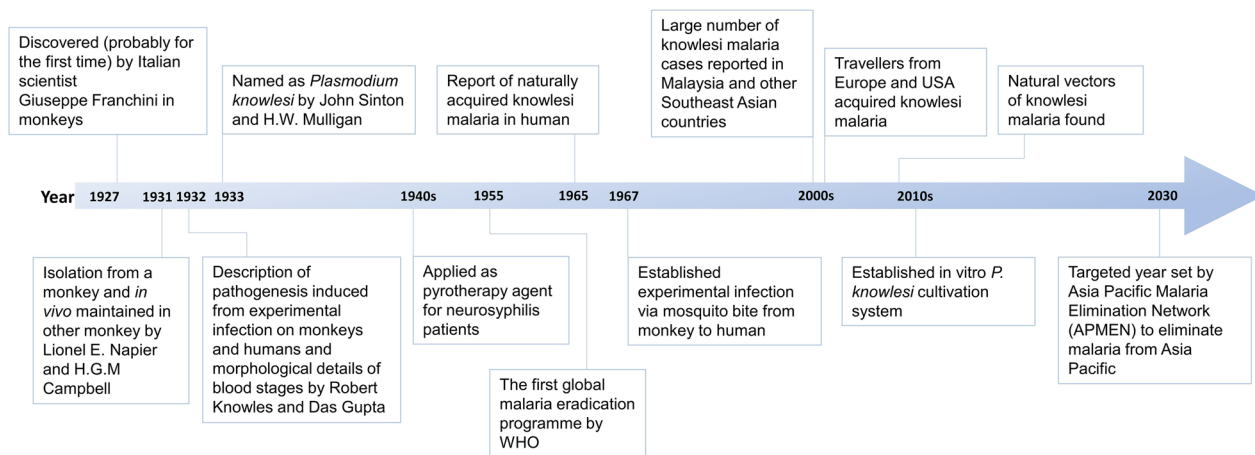 Discovered (probably for
the first time) by Italian
scientist
Giuseppe Franchini in
monkeys
Named as Plasmodium
knowlesi by John Sinton
and H.W. Mulligan
Report of naturally
acquired knowlesi
malaria in human
Large number of
knowlesi malaria
cases reported in
Malaysia and other
Southeast Asian
countries
Travellers from
Europe and USA
acquired knowlesi
malaria
Natural vectors
of knowlesi
malaria found
Year 1927 1931 1932 1933 1940s 1955 1965 1967 2000s 2010s 2030
Isolation from a
monkey and in
vivo maintained in
other monkey by
Lionel E. Napier
and H.G.M
Campbell
Description of
pathogenesis induced
from experimental
infection on monkeys
and humans and
morphological details of
blood stages by Robert
Knowles and Das Gupta
Applied as
pyrotherapy agent
for neurosyphilis
patients
The first global
malaria eradication
programme by
WHO
Established
experimental infection
via mosquito bite from
monkey to human
Established in vitro P.
knowlesi cultivation
system
Targeted year set by
Asia Pacific Malaria
Elimination Network
(APMEN) to eliminate
malaria from Asia
Pacific